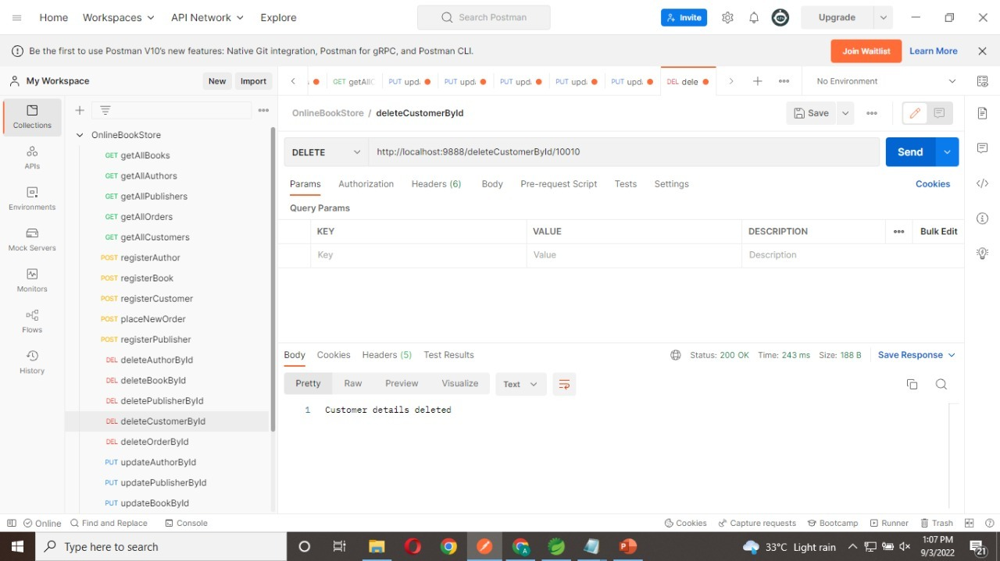 Home Workspaces API Network Explore Search Postman Invite Upgrade
Be the first to use Postman V10's new features: Native Git integration, Postman for gRPC, and Postman CLI. Join Waitlist Learn More
My Workspace New Import GET getAllC PUT upd PUT upd PUT upd PUT upd PUT upd DEL dele No Environment
OnlineBookStore / deleteCustomerById Save
Collections
APIs
Environments
Mock Servers
Monitors
Flows
History
OnlineBookStore
GET getAllBooks
GET getAllAuthors
GET getAllPublishers
GET getAllOrders
GET getAllCustomers
POST registerAuthor
POST registerBook
POST registerCustomer
POST placeNewOrder
POST registerPublisher
DEL deleteAuthorById
DEL deleteBookById
DEL deletePublisherById
DEL deleteCustomerById
DEL deleteOrderById
PUT updateAuthorById
PUT updatePublisherById
PUT updateBookById
DELETE http://localhost:9888/deleteCustomerById/10010 Send
Params Authorization Headers (6) Body Pre-request Script Tests Settings Cookies
Query Params
KEY VALUE DESCRIPTION Bulk Edit
Key Value Description
Body Cookies Headers (5) Test Results Status: 200 OK Time: 243 ms Size: 188 B Save Response
Pretty Raw Preview Visualize Text
1 Customer details deleted
Online Find and Replace Console Cookies Capture requests Bootcamp Runner Trash
Type here to search 33°C Light rain 1:07 PM
9/3/2022 21